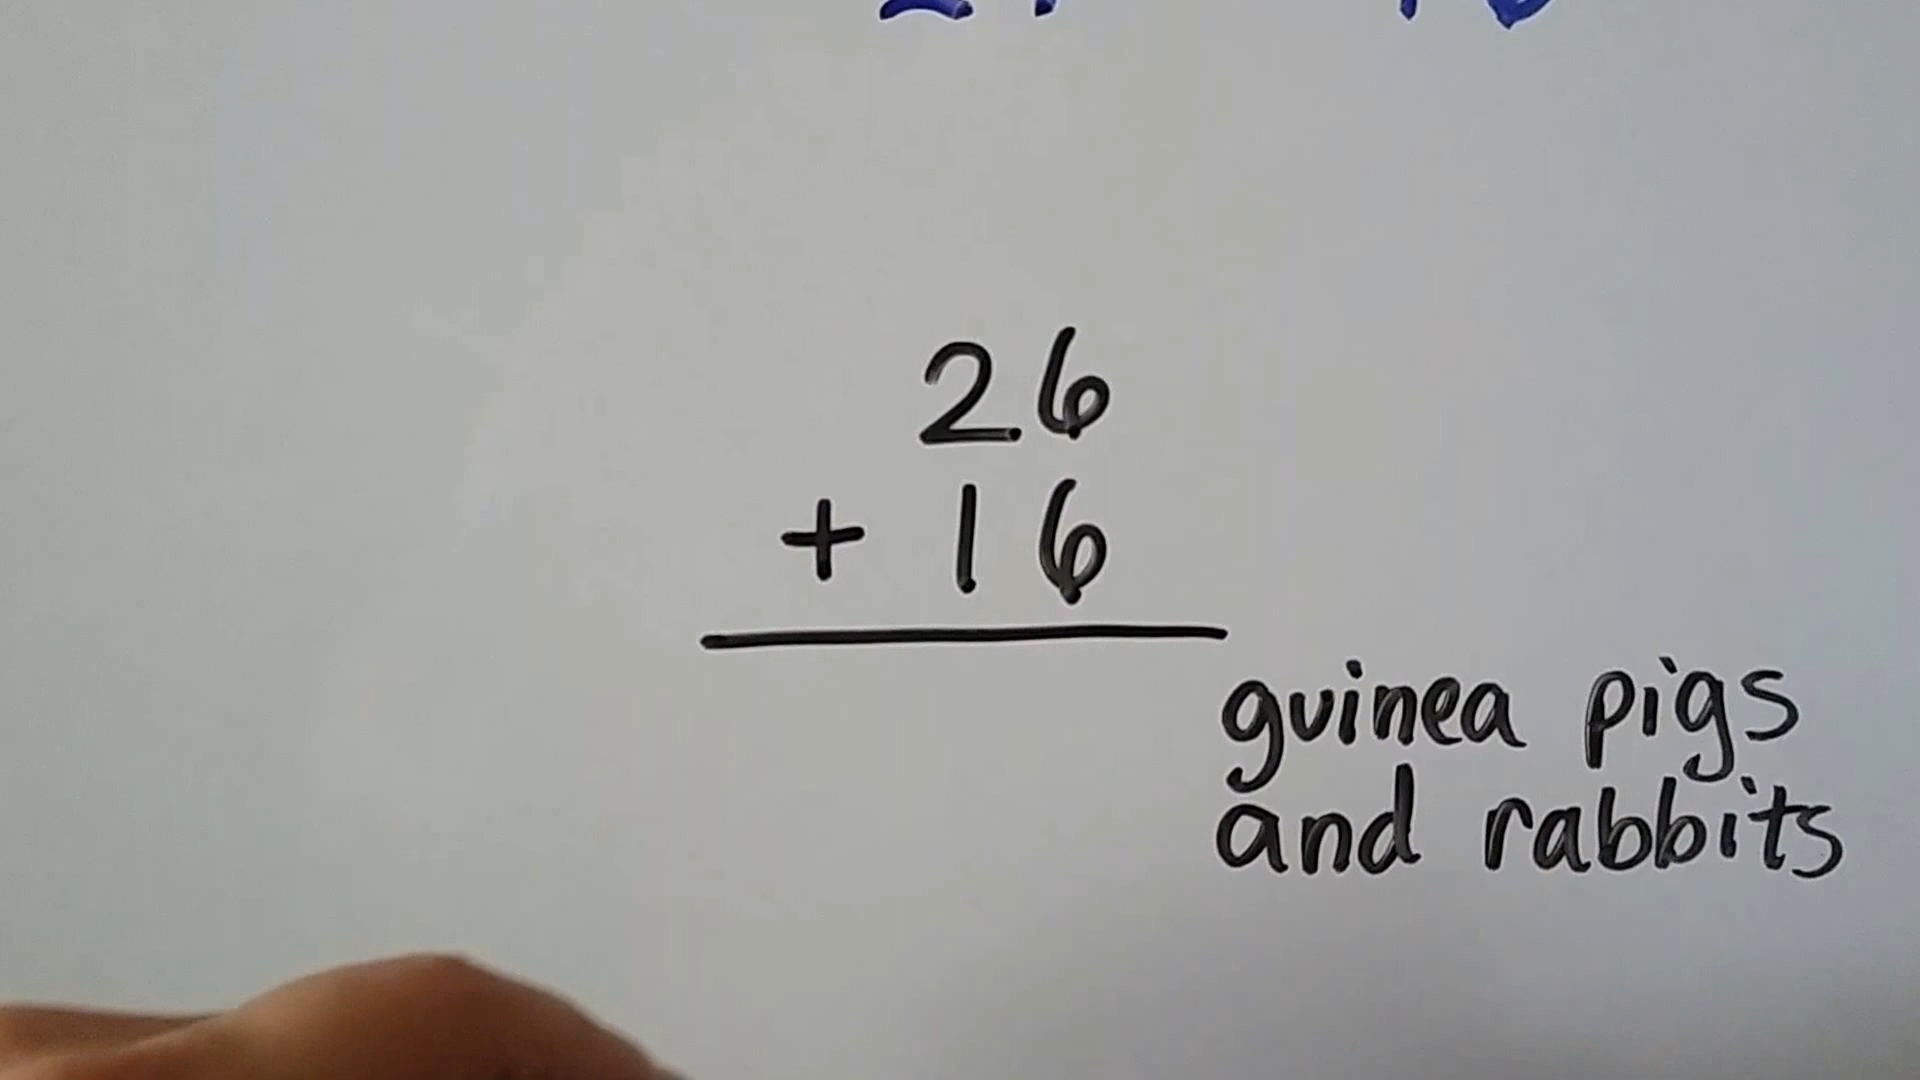 26
+ 16
guinea pigs
and rabbits